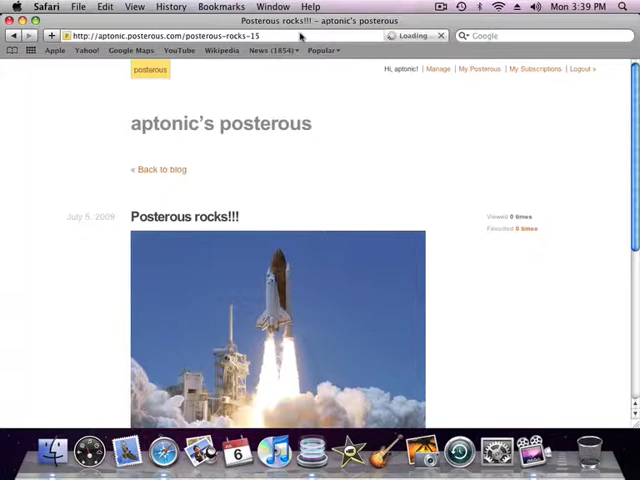 Safari File Edit View History Bookmarks Window Help Mon 3:39 PM
Posterous rocks!!! – aptonic's posterous
http://aptonic.posterous.com/posterous-rocks-15 Loading Google
Apple Yahoo! Google Maps YouTube Wikipedia News (1854) Popular
posterous Hi, aptonic! Manage My Posterous My Subscriptions Logout »
aptonic's posterous
« Back to blog
July 5, 2009 Posterous rocks!!! Viewed 0 times
Favorited 0 times
6